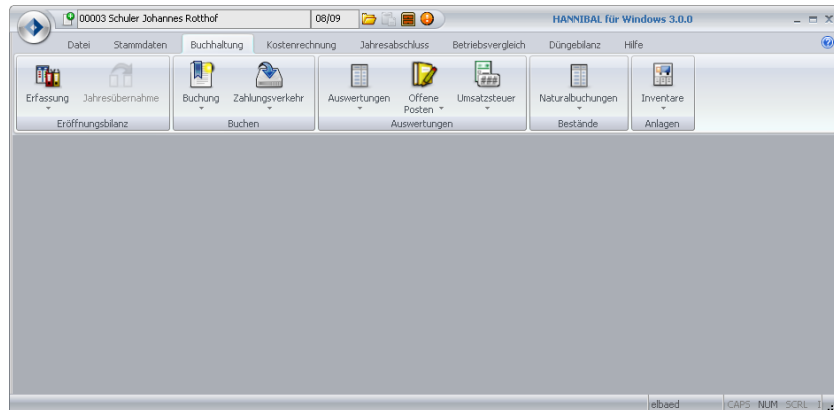 00003 Schuler Johannes Rotthof 08/09 HANNIBAL für Windows 3.0.0
Datei Stammdaten Buchhaltung Kostenrechnung Jahresabschluss Betriebsvergleich Düngebilanz Hilfe
Erfassung Jahresübernahme Buchung Zahlungsverkehr Auswertungen Offene Posten Umsatzsteuer Naturalbuchungen Inventare
Eröffnungsbilanz Buchen Auswertungen Bestände Anlagen
elbaed CAPS NUM SCRL